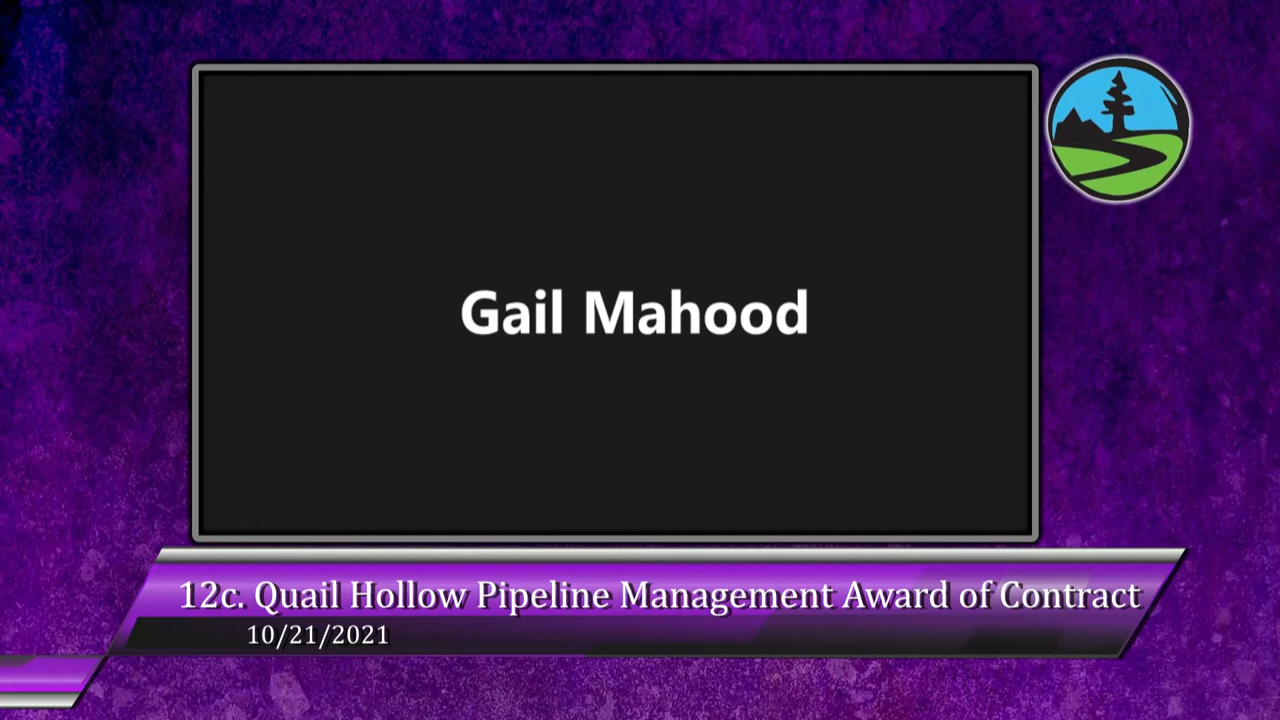 Gail Mahood
12c. Quail Hollow Pipeline Management Award of Contract
10/21/2021